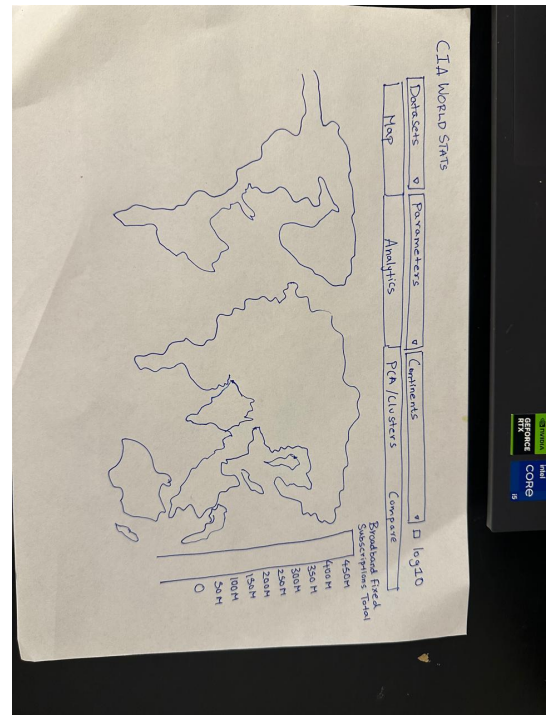 CIA WORLD STATS
Datasets
Parameters
Continents
log10
Map
Analytics
PCA/Clusters
Compare
Broadband Fixed
Subscriptions Total
450M
400M
350M
300M
250M
200M
150M
100M
50M
0
NVIDIA
GEFORCE
RTX
intel
CORE
i5